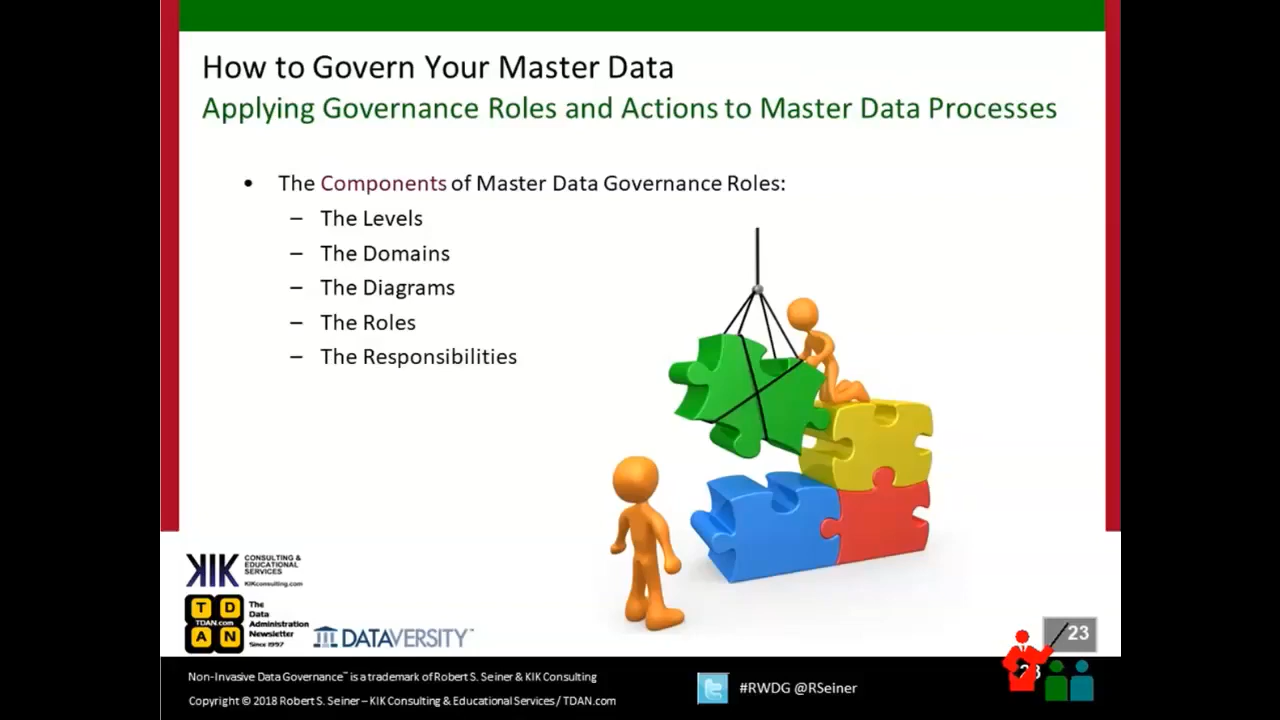 How to Govern Your Master Data
Applying Governance Roles and Actions to Master Data Processes
• The Components of Master Data Governance Roles:
– The Levels
– The Domains
– The Diagrams
– The Roles
– The Responsibilities
KIK CONSULTING &
EDUCATIONAL
SERVICES
KIKconsulting.com
T D
TDAN.com
A N
The
Data
Administration
Newsletter
Since 1997
DATAVERSITY™
23
Non-Invasive Data Governance™ is a trademark of Robert S. Seiner & KIK Consulting
Copyright © 2018 Robert S. Seiner – KIK Consulting & Educational Services / TDAN.com
#RWDG @RSeiner